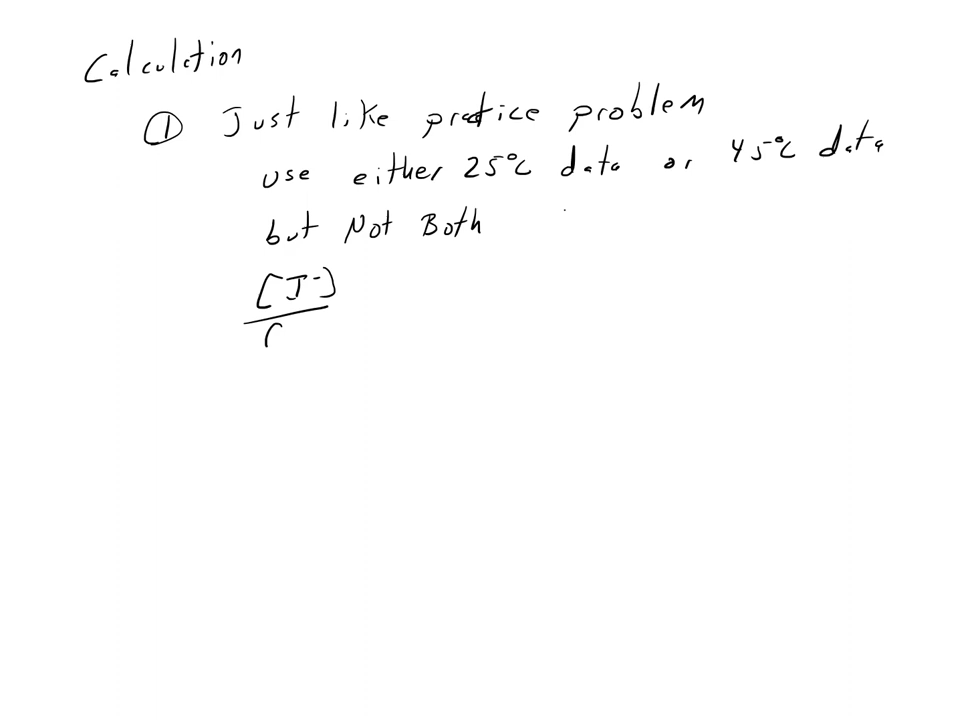 Calculation
① Just like practice problem
use either 25°C data or 45°C data
but Not Both
[I-]
(